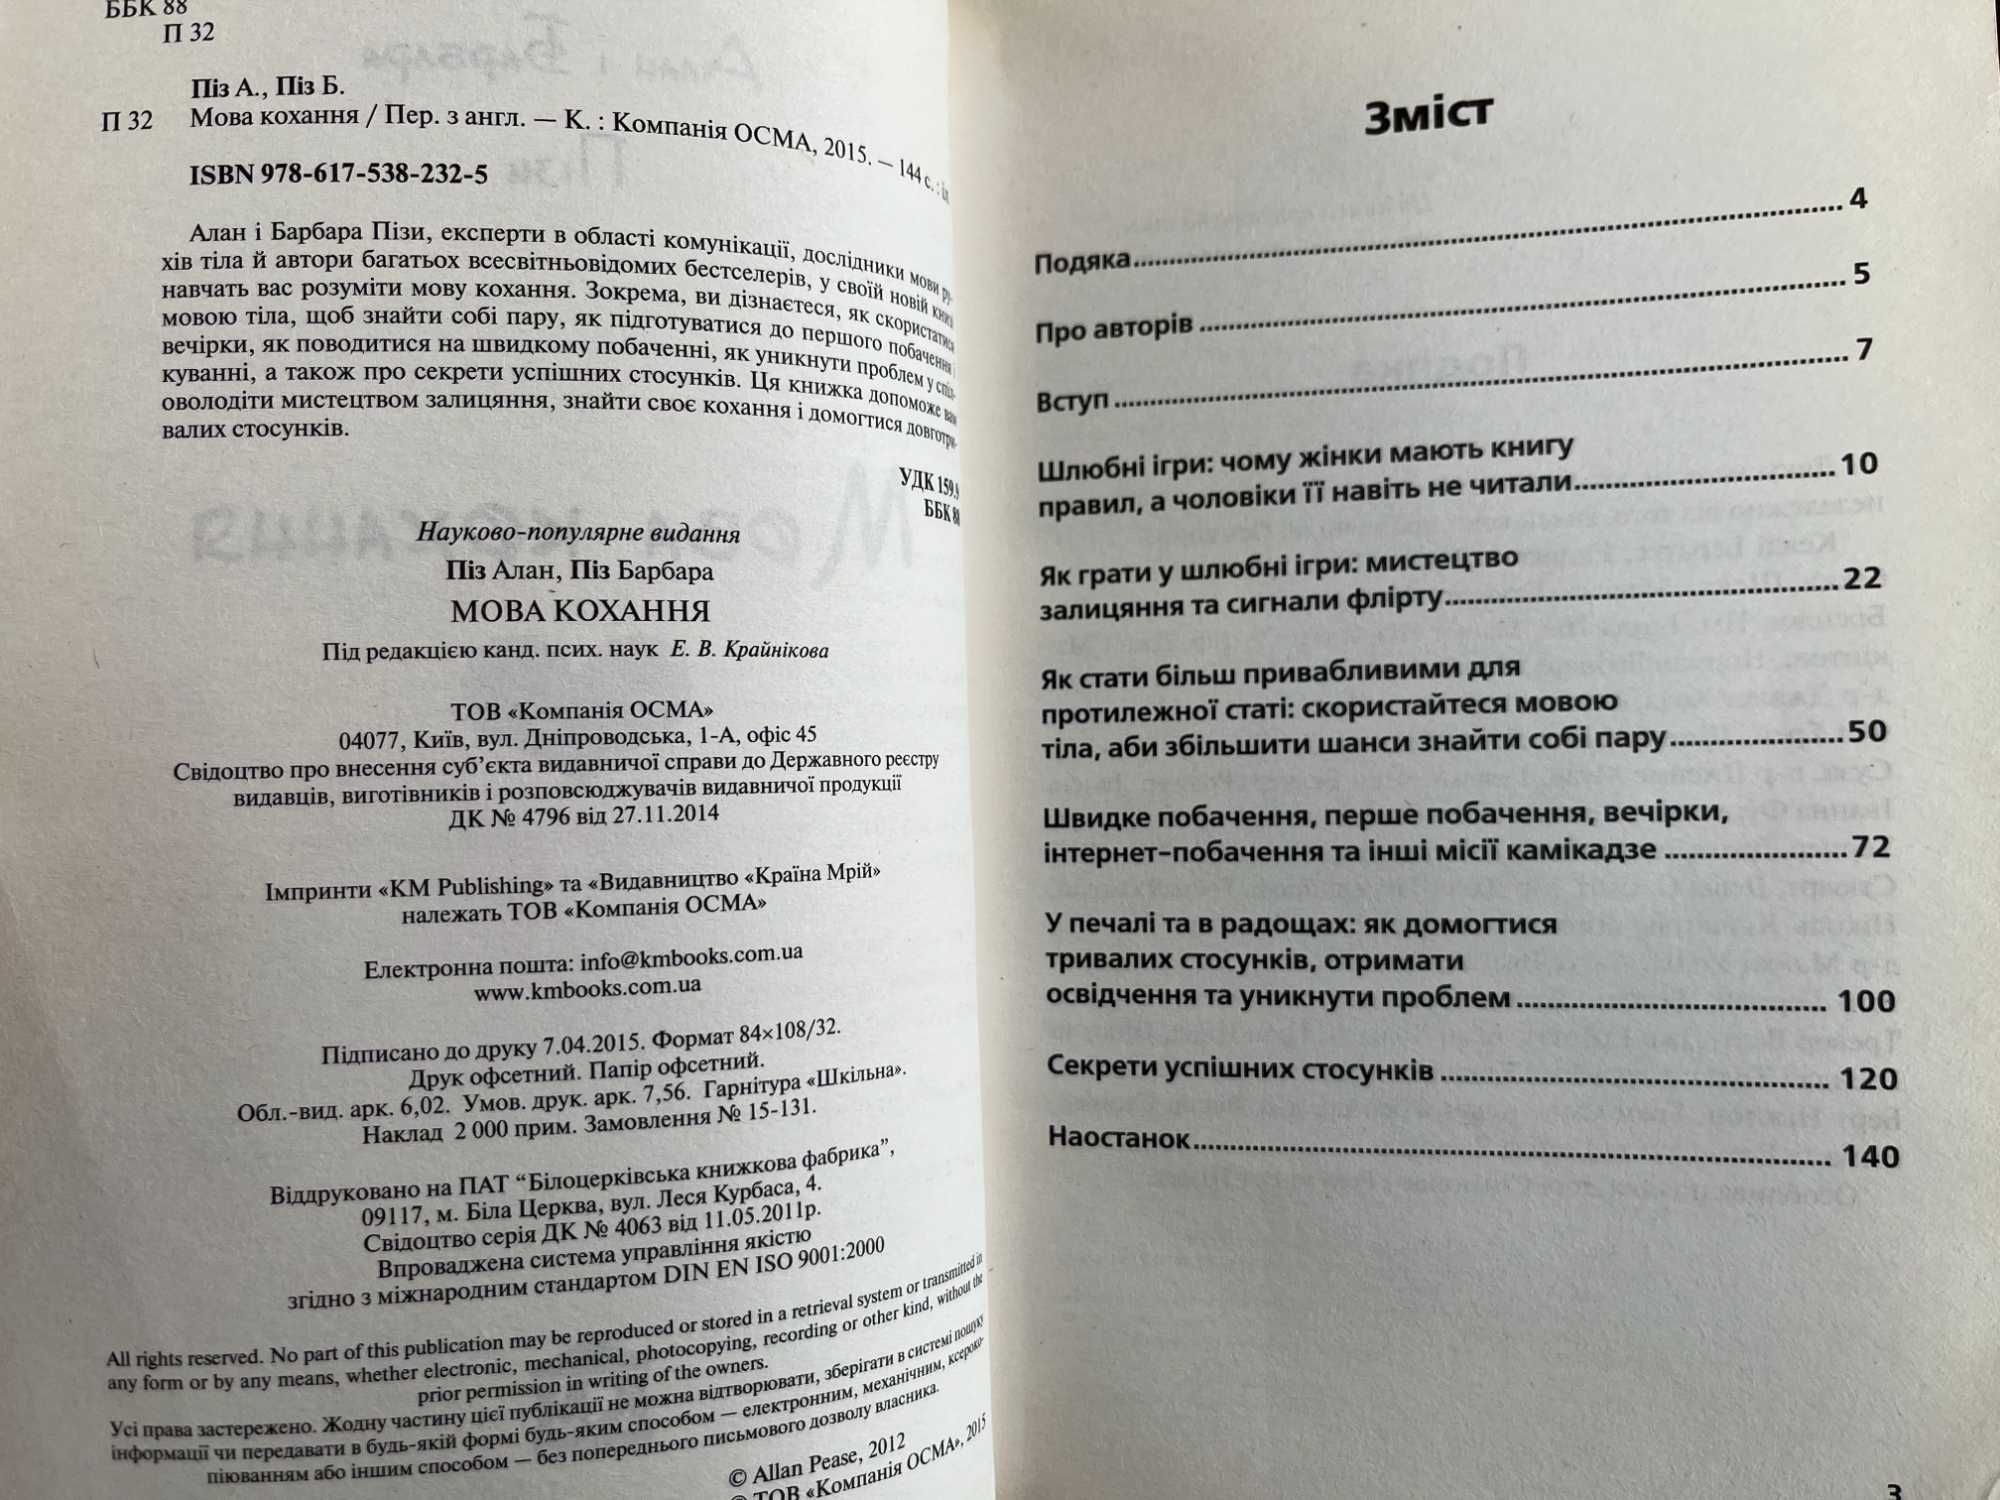 ББК 88
П 32
Піз А., Піз Б.
П 32 Мова кохання / Пер. з англ. — К. : Компанія ОСМА, 2015. — 144 с. : іл.
ISBN 978-617-538-232-5
Алан і Барбара Пізи, експерти в області комунікації, дослідники мови ру-
хів тіла й автори багатьох всесвітньовідомих бестселерів, у своїй новій книзі
навчать вас розуміти мову кохання. Зокрема, ви дізнаєтеся, як скористатися
мовою тіла, щоб знайти собі пару, як підготуватися до першого побачення і
вечірки, як поводитися на швидкому побаченні, як уникнути проблем у спіл-
куванні, а також про секрети успішних стосунків. Ця книжка допоможе вам
оволодіти мистецтвом залицяння, знайти своє кохання і домогтися довготри-
валих стосунків.
УДК 159.9
ББК 88
Науково-популярне видання
Піз Алан, Піз Барбара
МОВА КОХАННЯ
Під редакцією канд. псих. наук Е. В. Крайнікова
ТОВ «Компанія ОСМА»
04077, Київ, вул. Дніпроводська, 1-А, офіс 45
Свідоцтво про внесення суб’єкта видавничої справи до Державного реєстру
видавців, виготівників і розповсюджувачів видавничої продукції
ДК № 4796 від 27.11.2014
Імпринти «KM Publishing» та «Видавництво «Країна Мрій»
належать ТОВ «Компанія ОСМА»
Електронна пошта: info@kmbooks.com.ua
www.kmbooks.com.ua
Підписано до друку 7.04.2015. Формат 84×108/32.
Друк офсетний. Папір офсетний.
Обл.-вид. арк. 6,02. Умов. друк. арк. 7,56. Гарнітура «Шкільна».
Наклад 2 000 прим. Замовлення № 15-131.
Віддруковано на ПАТ “Білоцерківська книжкова фабрика”,
09117, м. Біла Церква, вул. Леся Курбаса, 4.
Свідоцтво серія ДК № 4063 від 11.05.2011р.
Впроваджена система управління якістю
згідно з міжнародним стандартом DIN EN ISO 9001:2000
All rights reserved. No part of this publication may be reproduced or stored in a retrieval system or transmitted in
any form or by any means, whether electronic, mechanical, photocopying, recording or other kind, without the
prior permission in writing of the owners.
Усі права застережено. Жодну частину цієї публікації не можна відтворювати, зберігати в системі пошуку
інформації чи передавати в будь-якій формі будь-яким способом — електронним, механічним, ксероко-
піюванням або іншим способом — без попереднього письмового дозволу власника.
© Allan Pease, 2012
© ТОВ «Компанія ОСМА», 2015
Зміст
Подяка.................... 4
Про авторів .................... 5
Вступ .................... 7
Шлюбні ігри: чому жінки мають книгу
правил, а чоловіки її навіть не читали.................... 10
Як грати у шлюбні ігри: мистецтво
залицяння та сигнали флірту.................... 22
Як стати більш привабливими для
протилежної статі: скористайтеся мовою
тіла, аби збільшити шанси знайти собі пару.................... 50
Швидке побачення, перше побачення, вечірки,
інтернет-побачення та інші місії камікадзе .................... 72
У печалі та в радощах: як домогтися
тривалих стосунків, отримати
освідчення та уникнути проблем .................... 100
Секрети успішних стосунків .................... 120
Наостанок.................... 140
3